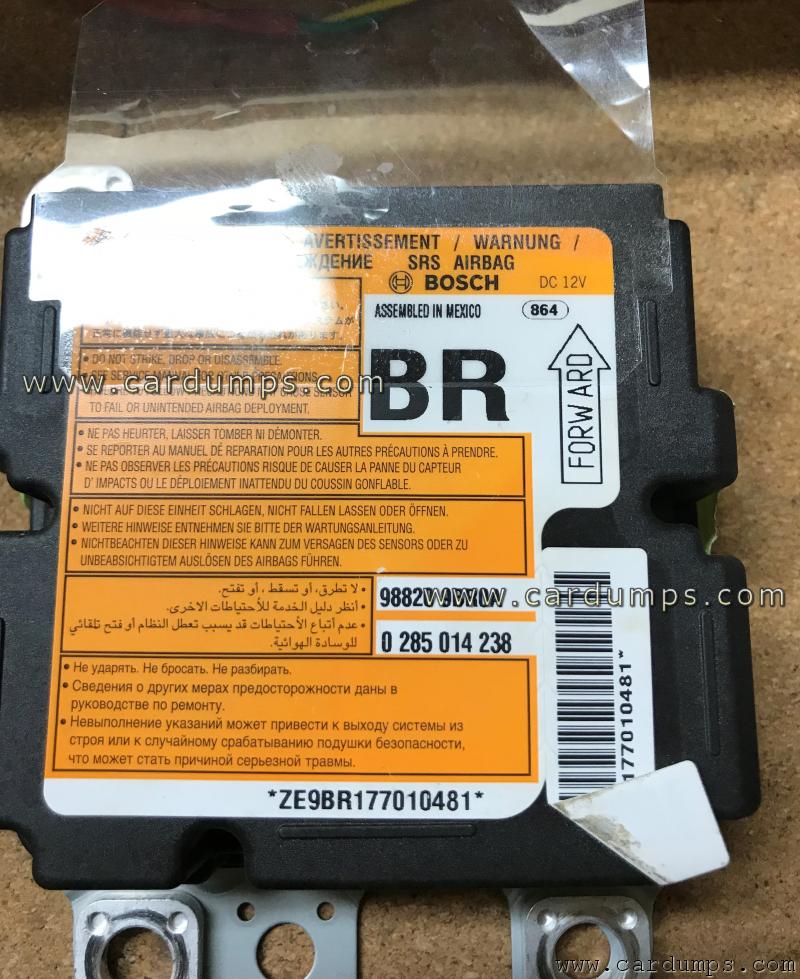 AVERTISSEMENT / WARNUNG /
SRS AIRBAG
BOSCH DC 12V
ASSEMBLED IN MEXICO 864
BR
FORWARD
• DO NOT STRIKE, DROP OR DISASSEMBLE.
www.cardumps.com
TO FAIL OR UNINTENDED AIRBAG DEPLOYMENT.
• NE PAS HEURTER, LAISSER TOMBER NI DÉMONTER.
• SE REPORTER AU MANUEL DE RÉPARATION POUR LES AUTRES PRÉCAUTIONS À PRENDRE.
• NE PAS OBSERVER LES PRÉCAUTIONS RISQUE DE CAUSER LA PANNE DU CAPTEUR
D' IMPACTS OU LE DÉPLOIEMENT INATTENDU DU COUSSIN GONFLABLE.
• NICHT AUF DIESE EINHEIT SCHLAGEN, NICHT FALLEN LASSEN ODER ÖFFNEN.
• WEITERE HINWEISE ENTNEHMEN SIE BITTE DER WARTUNGSANLEITUNG.
• NICHTBEACHTEN DIESER HINWEISE KANN ZUM VERSAGEN DES SENSORS ODER ZU
UNBEABSICHTIGTEM AUSLÖSEN DES AIRBAGS FÜHREN.
• لا تطرق، أو تسقط ، أو تفتح.
• أنظر دليل الخدمة للأحتياطات الاخرى.
• عدم أتباع الأحتياطات قد يسبب تعطل النظام أو فتح تلقائي
للوسادة الهوائية.
www.cardumps.com
0 285 014 238
• Не ударять. Не бросать. Не разбирать.
• Сведения о других мерах предосторожности даны в
руководстве по ремонту.
• Невыполнение указаний может привести к выходу системы из
строя или к случайному срабатыванию подушки безопасности,
что может стать причиной серьезной травмы.
*ZE9BR177010481*
177010481*
www.cardumps.com